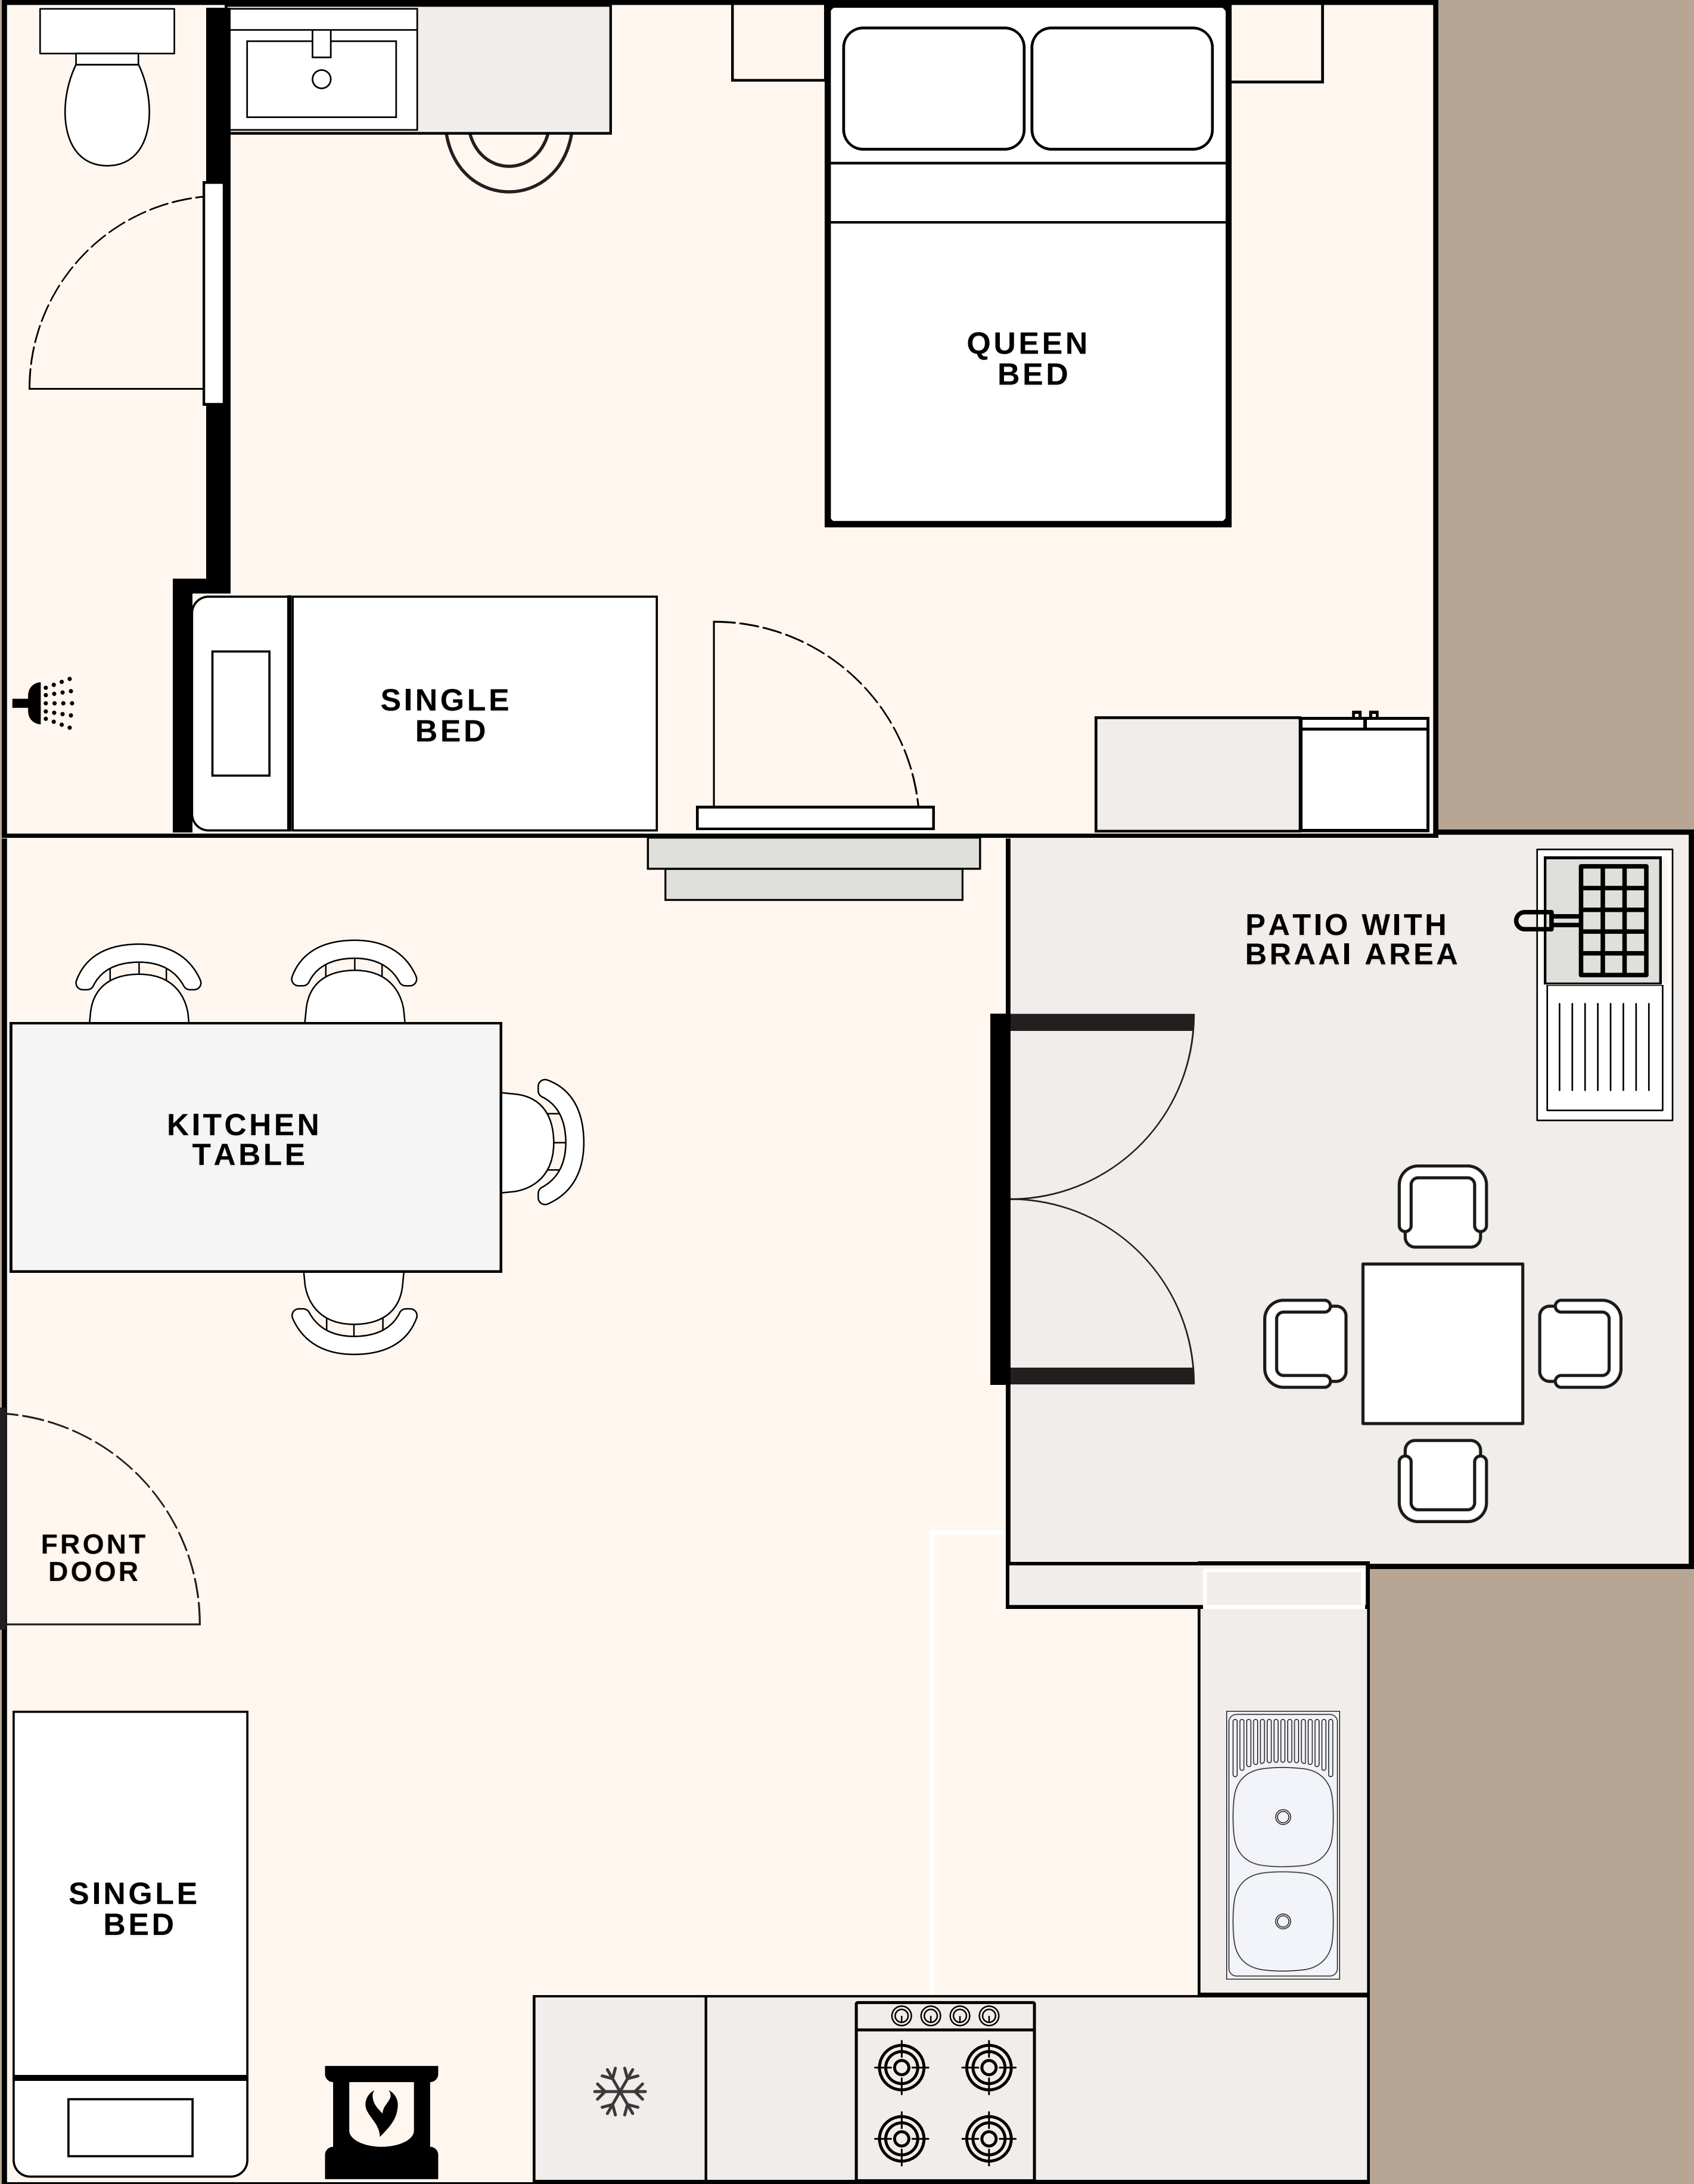 QUEEN
BED
SINGLE
BED
PATIO WITH
BRAAI AREA
KITCHEN
TABLE
FRONT
DOOR
SINGLE
BED